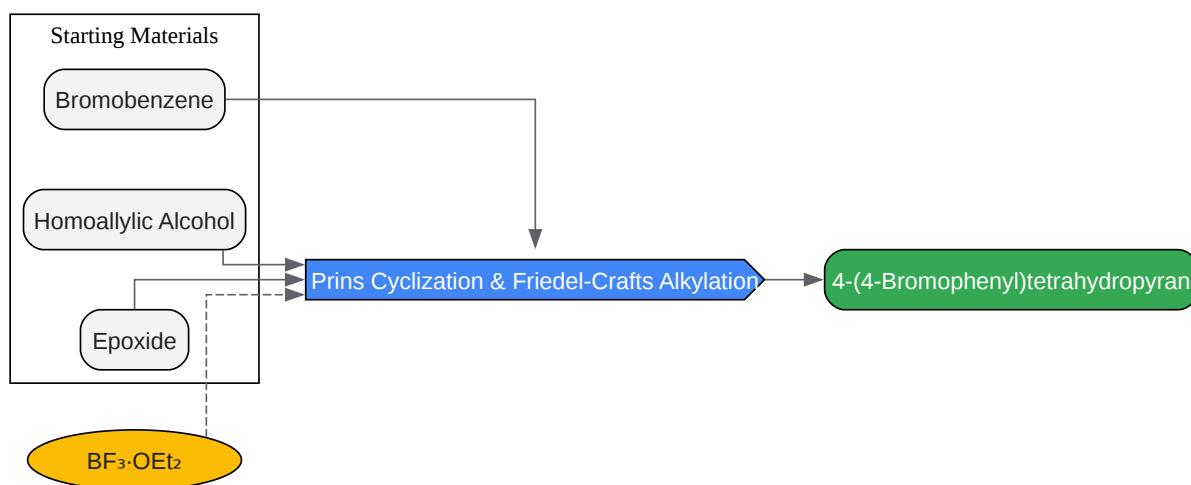 Starting Materials
Bromobenzene
Homoallylic Alcohol
Epoxide
BF₃·OEt₂
Prins Cyclization & Friedel-Crafts Alkylation
4-(4-Bromophenyl)tetrahydropyran